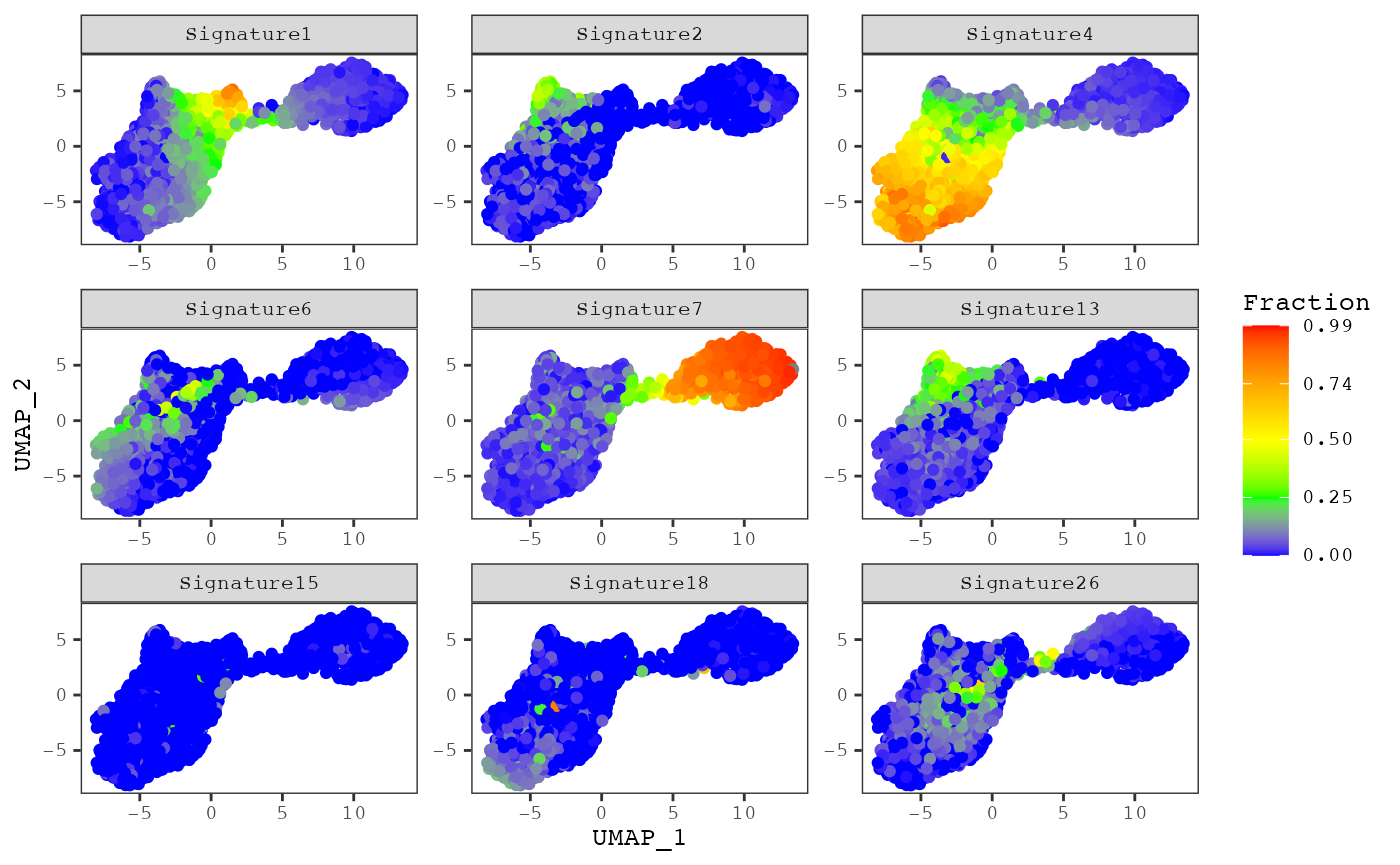 Signature1 Signature2 Signature4
5
0
−5
−5 0 5 10 −5 0 5 10 −5 0 5 10
Signature6 Signature7 Signature13
5
0
−5
−5 0 5 10 −5 0 5 10 −5 0 5 10
Signature15 Signature18 Signature26
5
0
−5
−5 0 5 10 −5 0 5 10 −5 0 5 10
UMAP_1
UMAP_2
Fraction
0.99
0.74
0.50
0.25
0.00